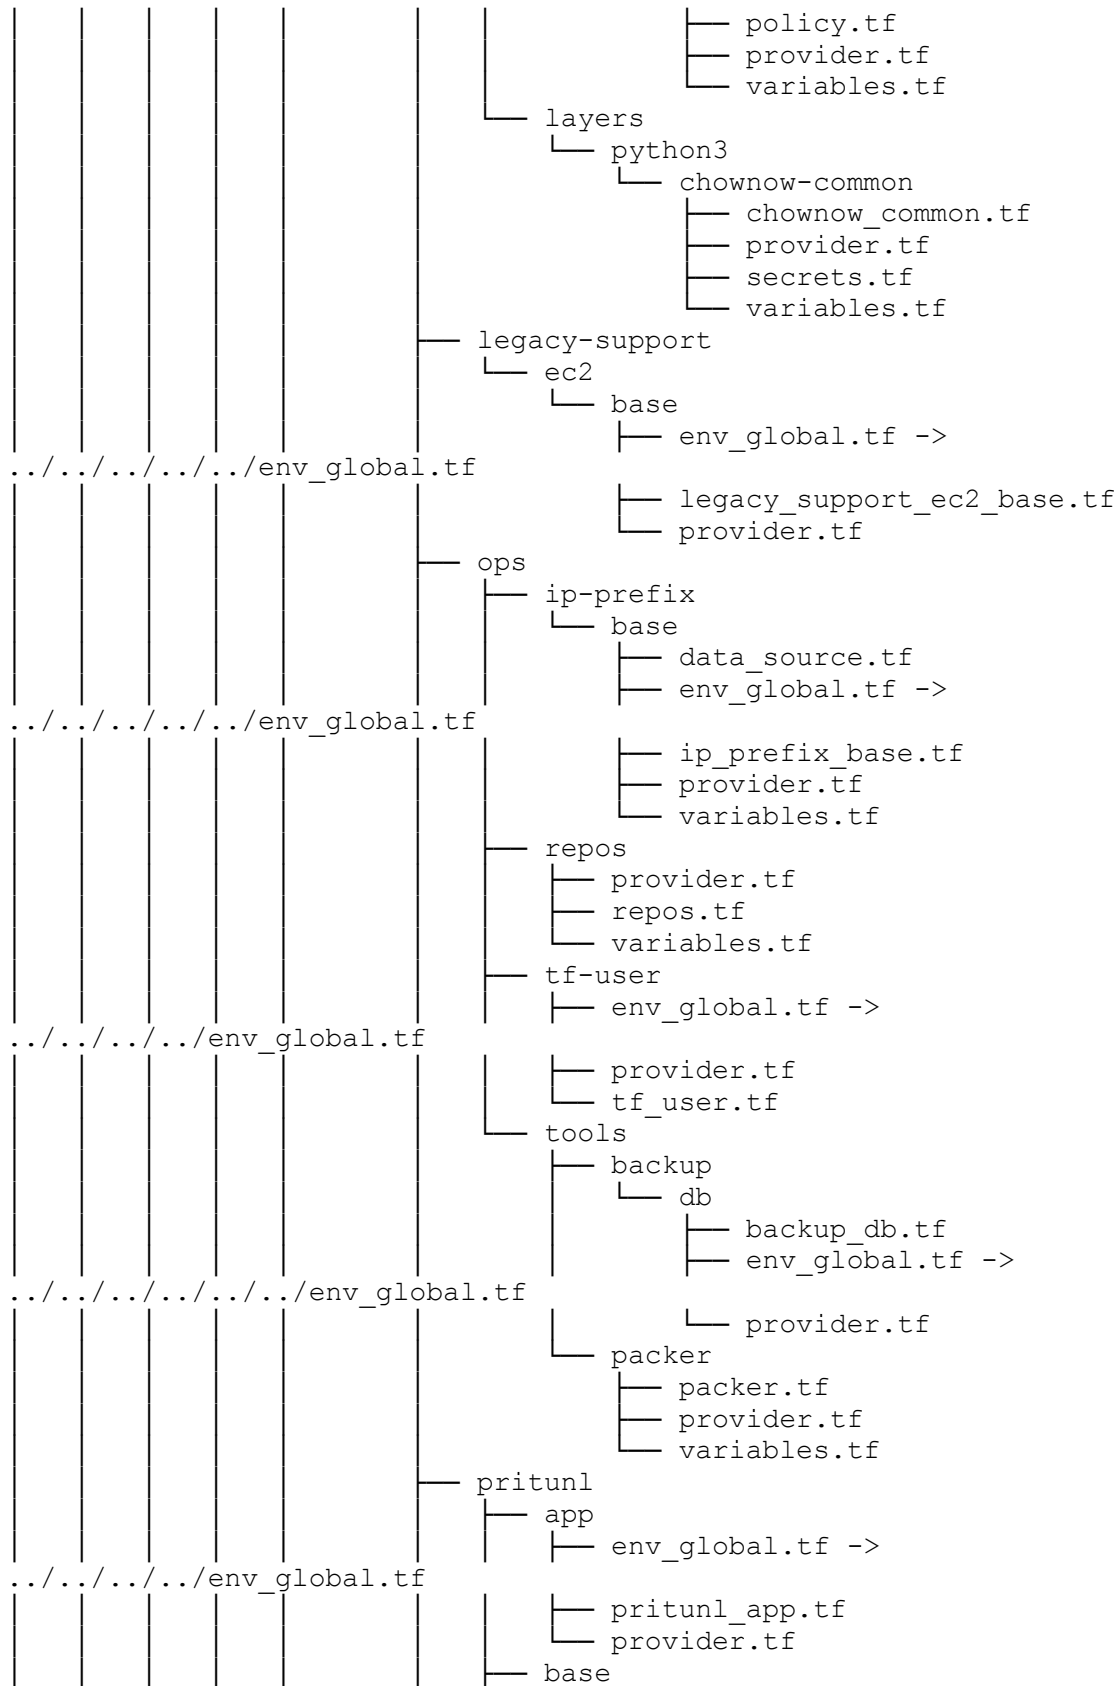 │   │   │   │   │       │   │           ├── policy.tf
│   │   │   │   │       │   │           ├── provider.tf
│   │   │   │   │       │   │           └── variables.tf
│   │   │   │   │       │   └── layers
│   │   │   │   │       │       └── python3
│   │   │   │   │       │           └── chownow-common
│   │   │   │   │       │               ├── chownow_common.tf
│   │   │   │   │       │               ├── provider.tf
│   │   │   │   │       │               ├── secrets.tf
│   │   │   │   │       │               └── variables.tf
│   │   │   │   │       ├── legacy-support
│   │   │   │   │       │   └── ec2
│   │   │   │   │       │       └── base
│   │   │   │   │       │           ├── env_global.tf ->
../../../../../env_global.tf
│   │   │   │   │       │           ├── legacy_support_ec2_base.tf
│   │   │   │   │       │           └── provider.tf
│   │   │   │   │       ├── ops
│   │   │   │   │       │   ├── ip-prefix
│   │   │   │   │       │   │   └── base
│   │   │   │   │       │   │       ├── data_source.tf
│   │   │   │   │       │   │       ├── env_global.tf ->
../../../../../env_global.tf
│   │   │   │   │       │   │       ├── ip_prefix_base.tf
│   │   │   │   │       │   │       ├── provider.tf
│   │   │   │   │       │   │       └── variables.tf
│   │   │   │   │       │   ├── repos
│   │   │   │   │       │   │   ├── provider.tf
│   │   │   │   │       │   │   ├── repos.tf
│   │   │   │   │       │   │   └── variables.tf
│   │   │   │   │       │   ├── tf-user
│   │   │   │   │       │   │   ├── env_global.tf ->
../../../../env_global.tf
│   │   │   │   │       │   │   ├── provider.tf
│   │   │   │   │       │   │   └── tf_user.tf
│   │   │   │   │       │   └── tools
│   │   │   │   │       │       ├── backup
│   │   │   │   │       │       │   └── db
│   │   │   │   │       │       │       ├── backup_db.tf
│   │   │   │   │       │       │       ├── env_global.tf ->
../../../../../../env_global.tf
│   │   │   │   │       │       │       └── provider.tf
│   │   │   │   │       │       └── packer
│   │   │   │   │       │           ├── packer.tf
│   │   │   │   │       │           ├── provider.tf
│   │   │   │   │       │           └── variables.tf
│   │   │   │   │       ├── pritunl
│   │   │   │   │       │   ├── app
│   │   │   │   │       │   │   ├── env_global.tf ->
../../../../env_global.tf
│   │   │   │   │       │   │   ├── pritunl_app.tf
│   │   │   │   │       │   │   └── provider.tf
│   │   │   │   │       │   ├── base